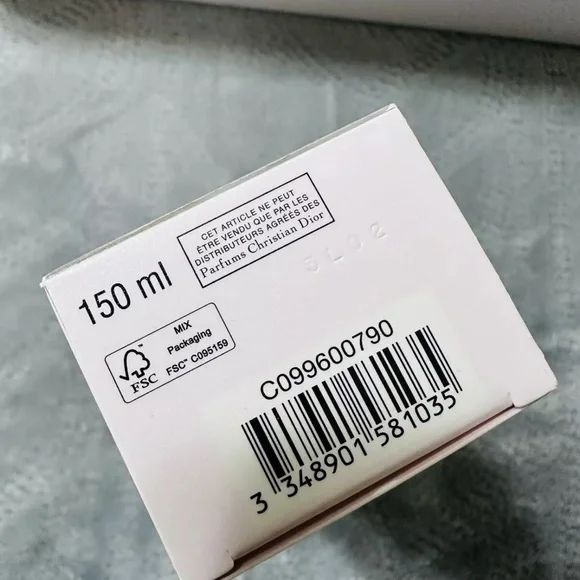 150 ml
CET ARTICLE NE PEUT
ÊTRE VENDU QUE PAR LES
DISTRIBUTEURS AGRÉÉS DES
Parfums Christian Dior
5L02
FSC
MIX
Packaging
FSC™ C095159
C099600790
3 348901 581035